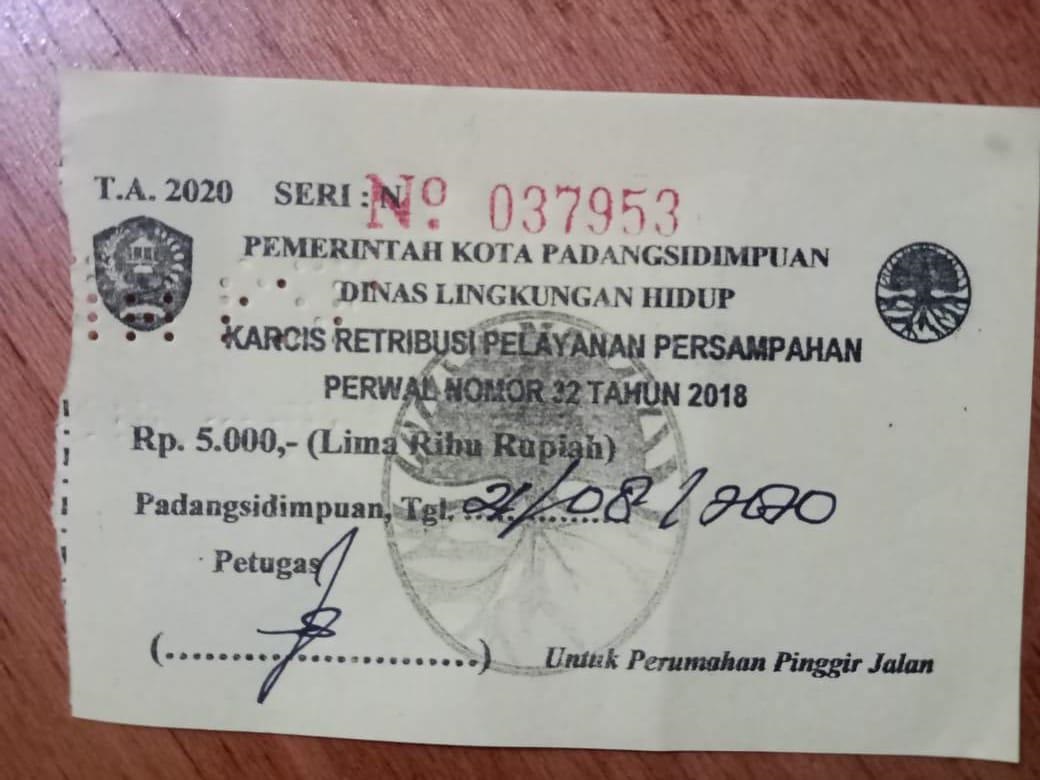 T.A. 2020 SERI : N
Nº 037953
PEMERINTAH KOTA PADANGSIDIMPUAN
DINAS LINGKUNGAN HIDUP
KARCIS RETRIBUSI PELAYANAN PERSAMPAHAN
PERWAL NOMOR 32 TAHUN 2018
Rp. 5.000,- (Lima Ribu Rupiah)
Padangsidimpuan, Tgl. 21/08/2020
Petugas
(..............................)
Untuk Perumahan Pinggir Jalan